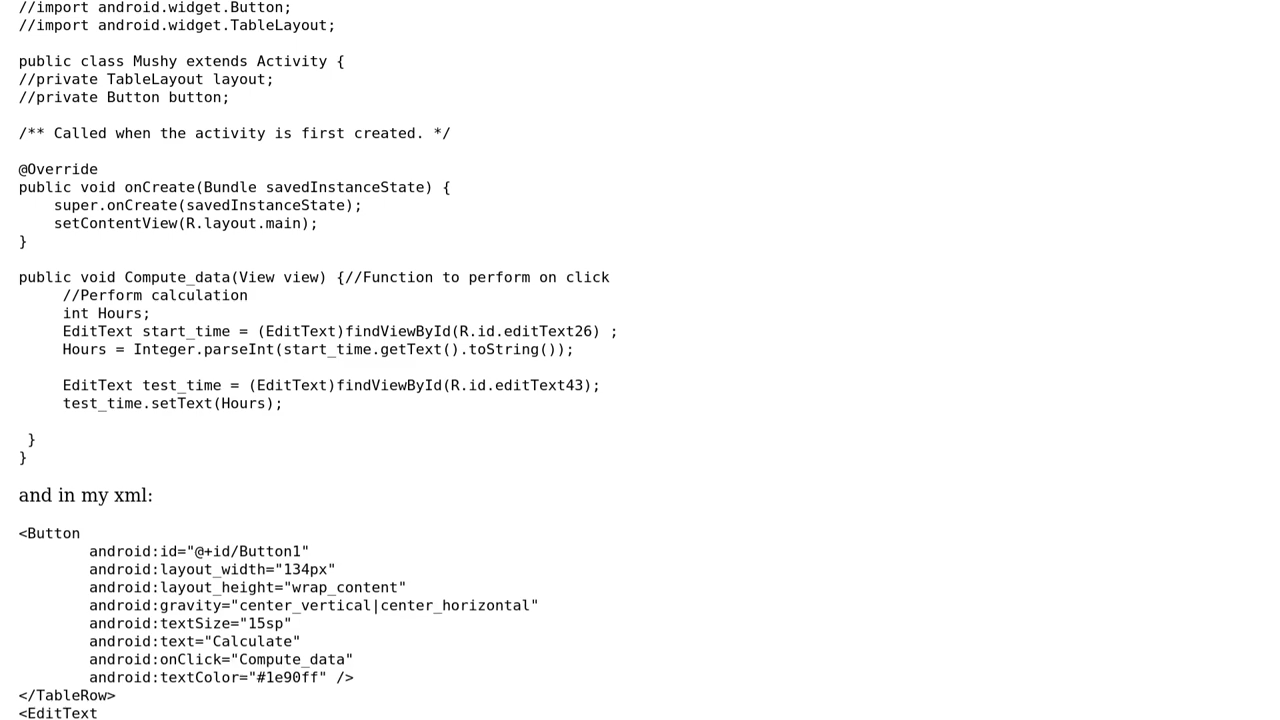 //import android.widget.Button;
//import android.widget.TableLayout;
public class Mushy extends Activity {
//private TableLayout layout;
//private Button button;
/** Called when the activity is first created. */
@Override
public void onCreate(Bundle savedInstanceState) {
    super.onCreate(savedInstanceState);
    setContentView(R.layout.main);
}
public void Compute_data(View view) {//Function to perform on click
     //Perform calculation
     int Hours;
     EditText start_time = (EditText)findViewById(R.id.editText26) ;
     Hours = Integer.parseInt(start_time.getText().toString());
     EditText test_time = (EditText)findViewById(R.id.editText43);
     test_time.setText(Hours);
 }
}
and in my xml:
<Button
        android:id="@+id/Button1"
        android:layout_width="134px"
        android:layout_height="wrap_content"
        android:gravity="center_vertical|center_horizontal"
        android:textSize="15sp"
        android:text="Calculate"
        android:onClick="Compute_data"
        android:textColor="#1e90ff" />
</TableRow>
<EditText